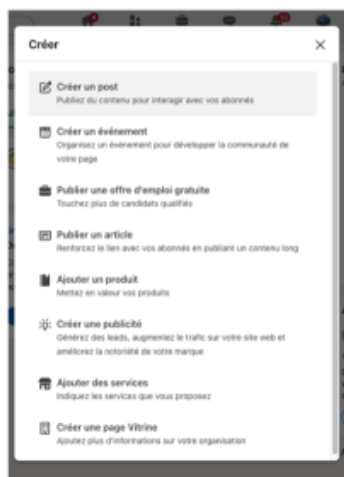 Créer
Créer un post
Publiez du contenu pour interagir avec vos abonnés
Créer un événement
Organisez un événement pour développer la communauté de
votre page
Publier une offre d'emploi gratuite
Touchez plus de candidats qualifiés
Publier un article
Renforcez le lien avec vos abonnés en publiant un contenu long
Ajouter un produit
Mettez en valeur vos produits
Créer une publicité
Générez des leads, augmentez le trafic sur votre site web et
améliorez la notoriété de votre marque
Ajouter des services
Indiquez les services que vous proposez
Créer une page Vitrine
Ajoutez plus d'informations sur votre organisation